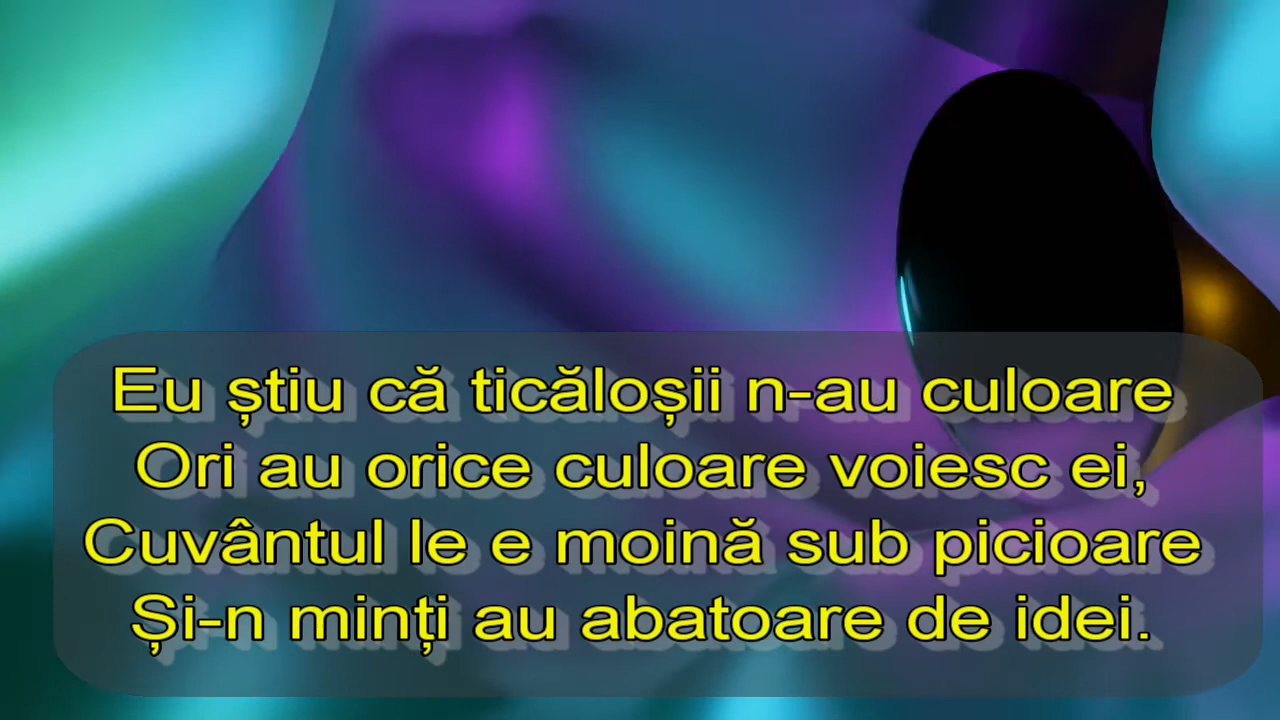 Eu știu că ticăloșii n-au culoare
Ori au orice culoare voiesc ei,
Cuvântul le e moină sub picioare
Și-n minți au abatoare de idei.